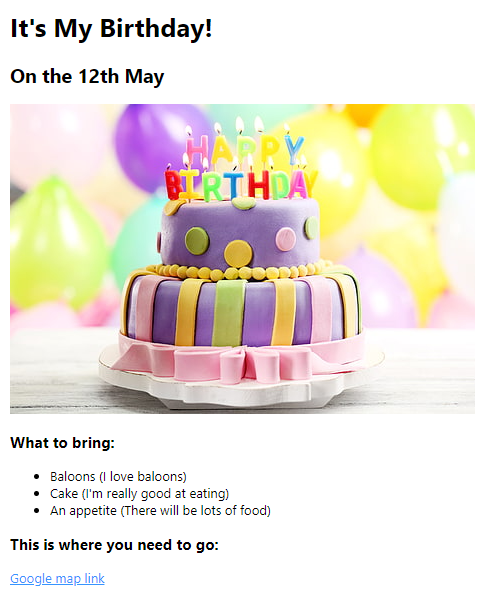 It's My Birthday!
On the 12th May
HAPPY
BIRTHDAY
What to bring:
Baloons (I love baloons)
Cake (I'm really good at eating)
An appetite (There will be lots of food)
This is where you need to go:
Google map link